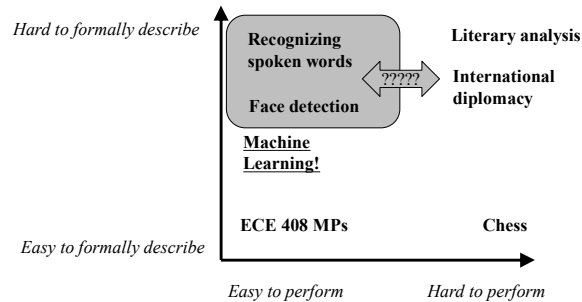 Hard to formally describe
Recognizing
spoken words
Literary analysis
?????
International
diplomacy
Face detection
Machine
Learning!
ECE 408 MPs
Chess
Easy to formally describe
Easy to perform
Hard to perform